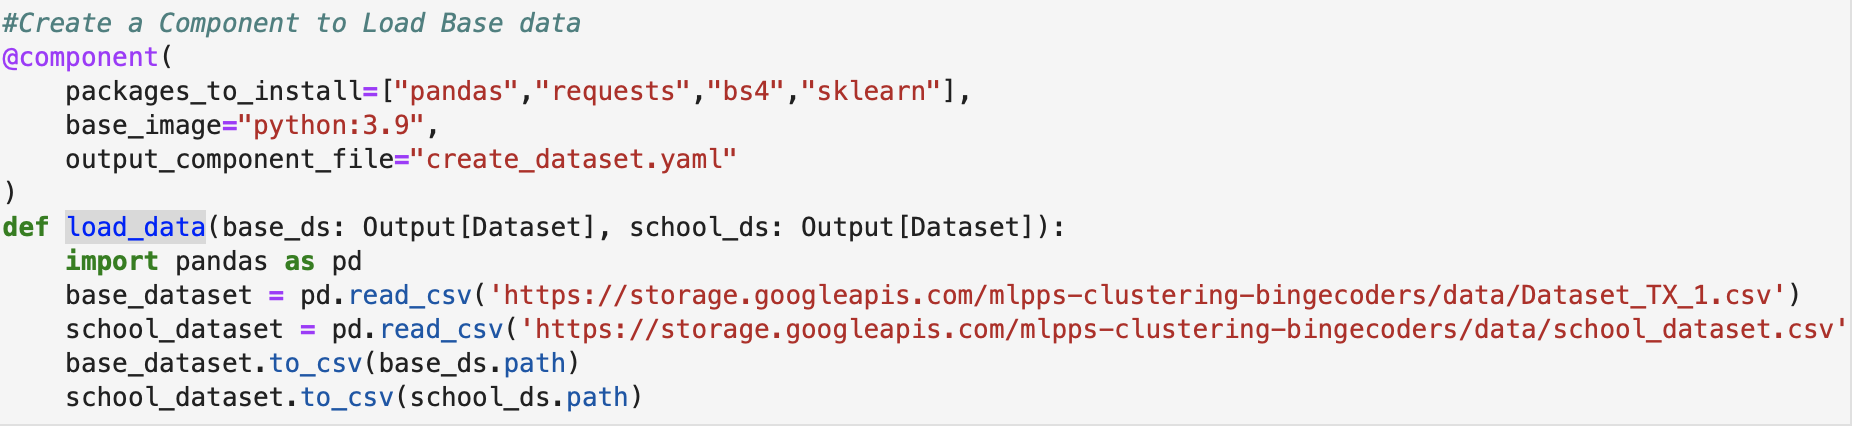 #Create a Component to Load Base data
@component(
    packages_to_install=["pandas","requests","bs4","sklearn"],
    base_image="python:3.9",
    output_component_file="create_dataset.yaml"
)
def load_data(base_ds: Output[Dataset], school_ds: Output[Dataset]):
    import pandas as pd
    base_dataset = pd.read_csv('https://storage.googleapis.com/mlpps-clustering-bingecoders/data/Dataset_TX_1.csv')
    school_dataset = pd.read_csv('https://storage.googleapis.com/mlpps-clustering-bingecoders/data/school_dataset.csv'
    base_dataset.to_csv(base_ds.path)
    school_dataset.to_csv(school_ds.path)